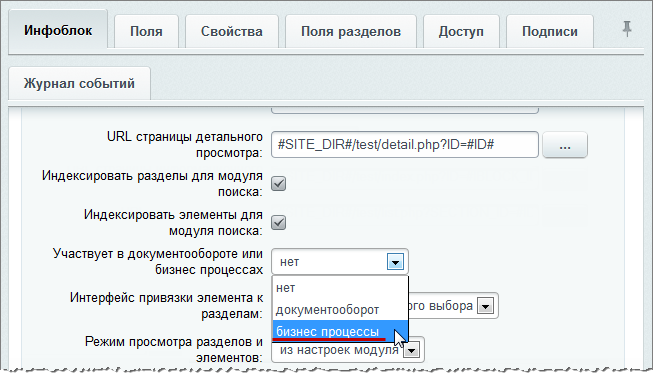 Инфоблок Поля Свойства Поля разделов Доступ Подписи
Журнал событий
URL страницы детального
просмотра:
#SITE_DIR#/test/detail.php?ID=#ID#
...
Индексировать разделы для модуля
поиска:
Индексировать элементы для
модуля поиска:
Участвует в документообороте или
бизнес процессах
нет
нет
документооборот
бизнес процессы
Интерфейс привязки элемента к
разделам:
выбора
Режим просмотра разделов и
элементов:
из настроек модуля